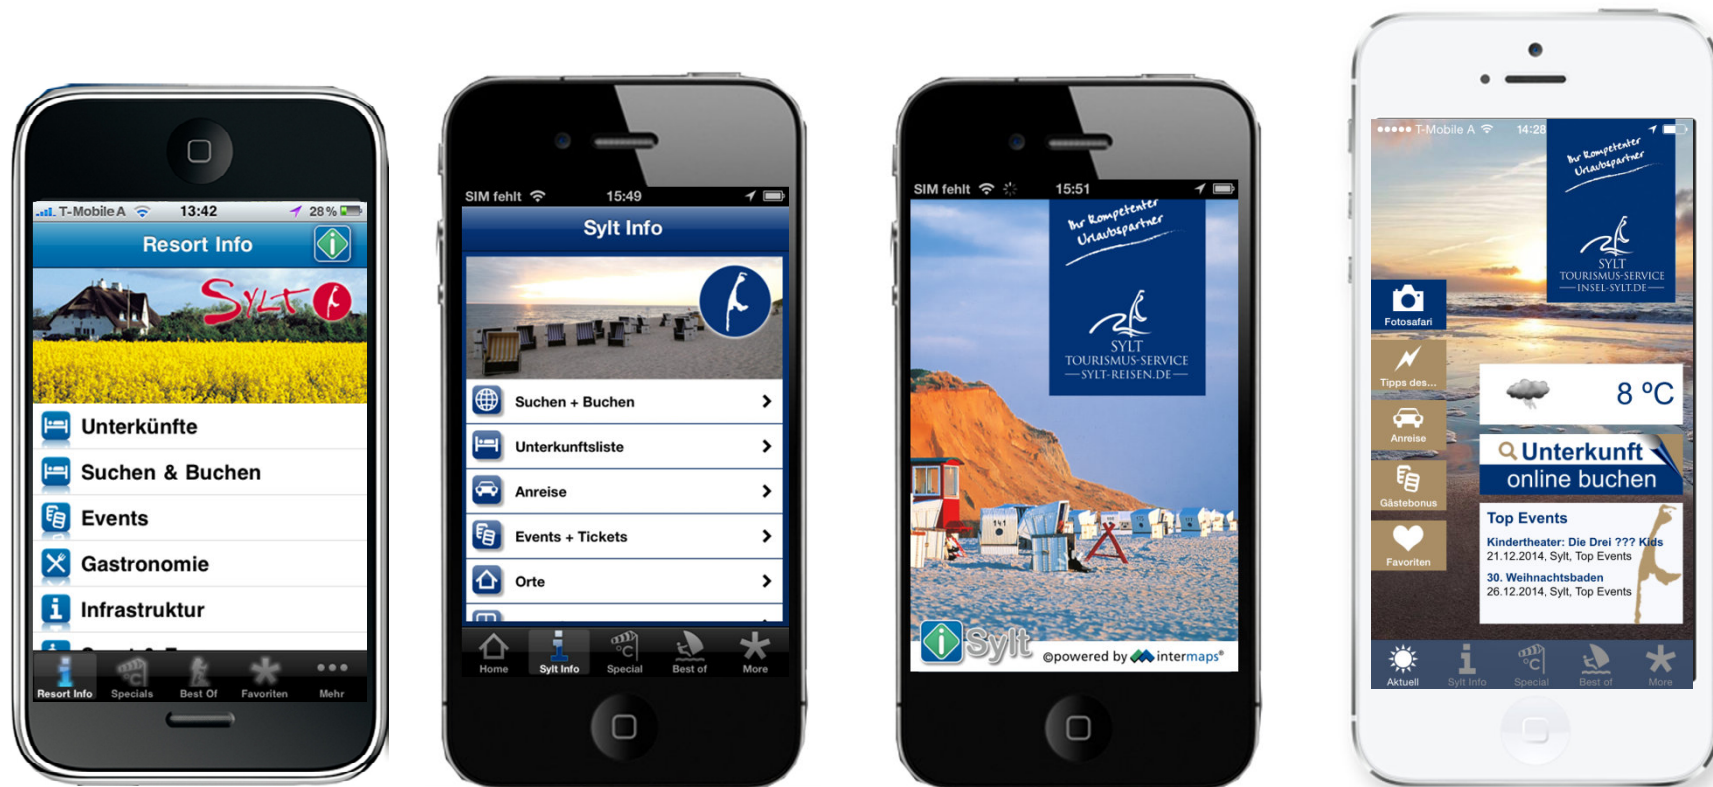 T-Mobile A 13:42 28%
Resort Info
SYLT
Unterkünfte
Suchen & Buchen
Events
Gastronomie
Infrastruktur
Resort Info Specials Best Of Favoriten Mehr
SIM fehlt 15:49
Sylt Info
Suchen + Buchen
Unterkunftsliste
Anreise
Events + Tickets
Orte
Home Sylt Info Special Best of More
SIM fehlt 15:51
Ihr Kompetenter
Urlaubspartner
SYLT
TOURISMUS-SERVICE
SYLT-REISEN.DE
141
Sylt
©powered by intermaps®
T-Mobile A 14:28
Ihr Kompetenter
Urlaubspartner
SYLT
TOURISMUS-SERVICE
INSEL-SYLT.DE
Fotosafari
Tipps des...
Anreise
Gästebonus
Favoriten
8 ºC
Unterkunft
online buchen
Top Events
Kindertheater: Die Drei ??? Kids
21.12.2014, Sylt, Top Events
30. Weihnachtsbaden
26.12.2014, Sylt, Top Events
Aktuell Sylt Info Special Best of More